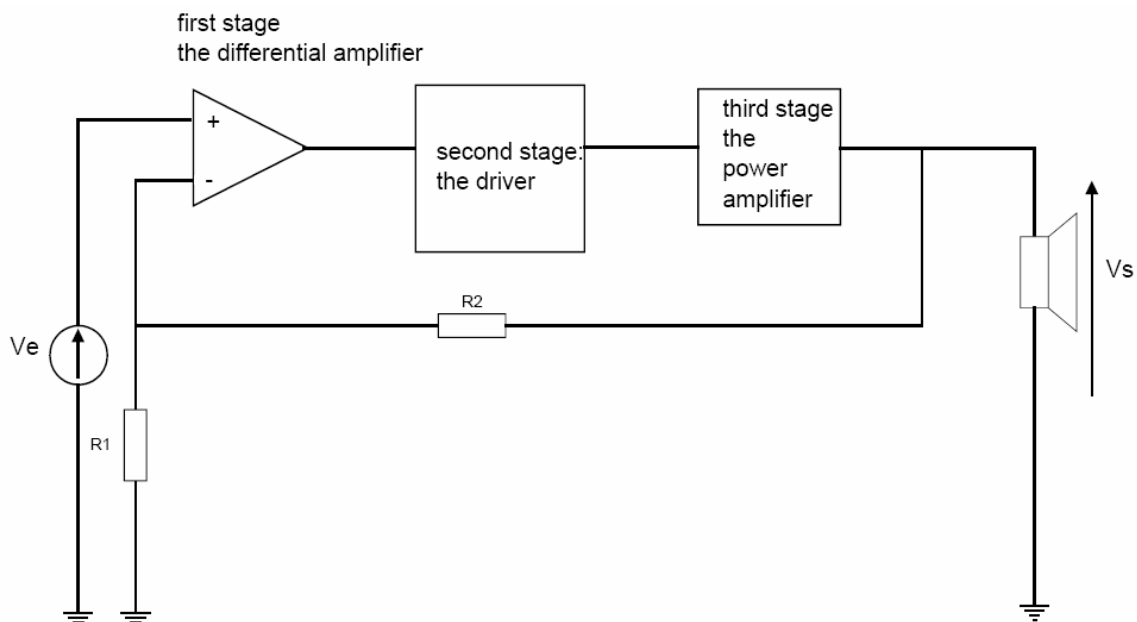 first stage
the differential amplifier
+
-
second stage:
the driver
third stage
the
power
amplifier
Vs
R2
Ve
R1